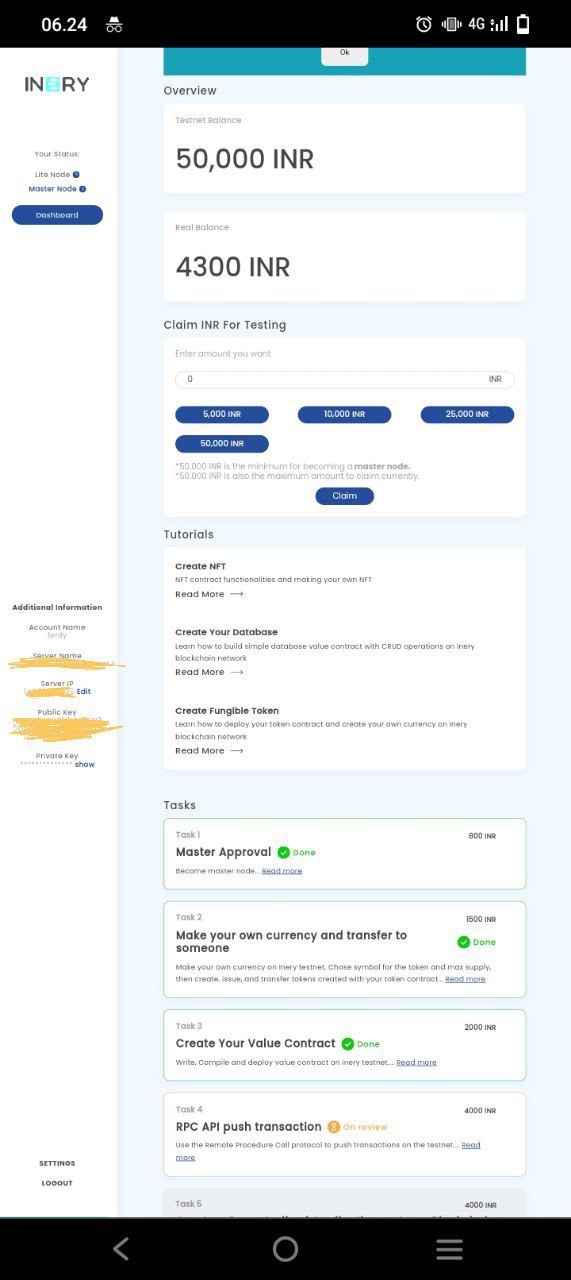 06.24
4G
INERY
Your Status:
Lite Node ?
Master Node ?
Dashboard
Ok
Overview
Testnet Balance
50,000 INR
Real Balance
4300 INR
Claim INR For Testing
Enter amount you want
0 INR
5,000 INR 10,000 INR 25,000 INR
50,000 INR
*50.000 INR is the minimum for becoming a master node.
*50.000 INR is also the maximum amount to claim currently.
Claim
Tutorials
Create NFT
NFT contract functionalities and making your own NFT
Read More
Create Your Database
Learn how to build simple database value contract with CRUD operations on Inery
blockchain network
Read More
Create Fungible Token
Learn how to deploy your token contract and create your own currency on Inery
blockchain network
Read More
Additional Information
Account Name
ferdy
Server Name
Server IP
Edit
Public Key
Private Key
show
Tasks
Task 1 800 INR
Master Approval Done
Become master node... Read more
Task 2 1500 INR
Make your own currency and transfer to
someone Done
Make your own currency on Inery testnet. Chose symbol for the token and max supply,
then create, issue, and transfer tokens created with your token contract... Read more
Task 3 2000 INR
Create Your Value Contract Done
Write, Compile and deploy value contract on inery testnet.... Read more
Task 4 4000 INR
RPC API push transaction On review
Use the Remote Procedure Call protocol to push transactions on the testnet.... Read
more
Task 5 4000 INR
SETTINGS
LOGOUT